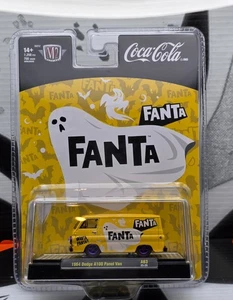 14+
M2
Coca-Cola
FANTA
FANTA
FANTA
FANTA
1964 Dodge A100 Panel Van